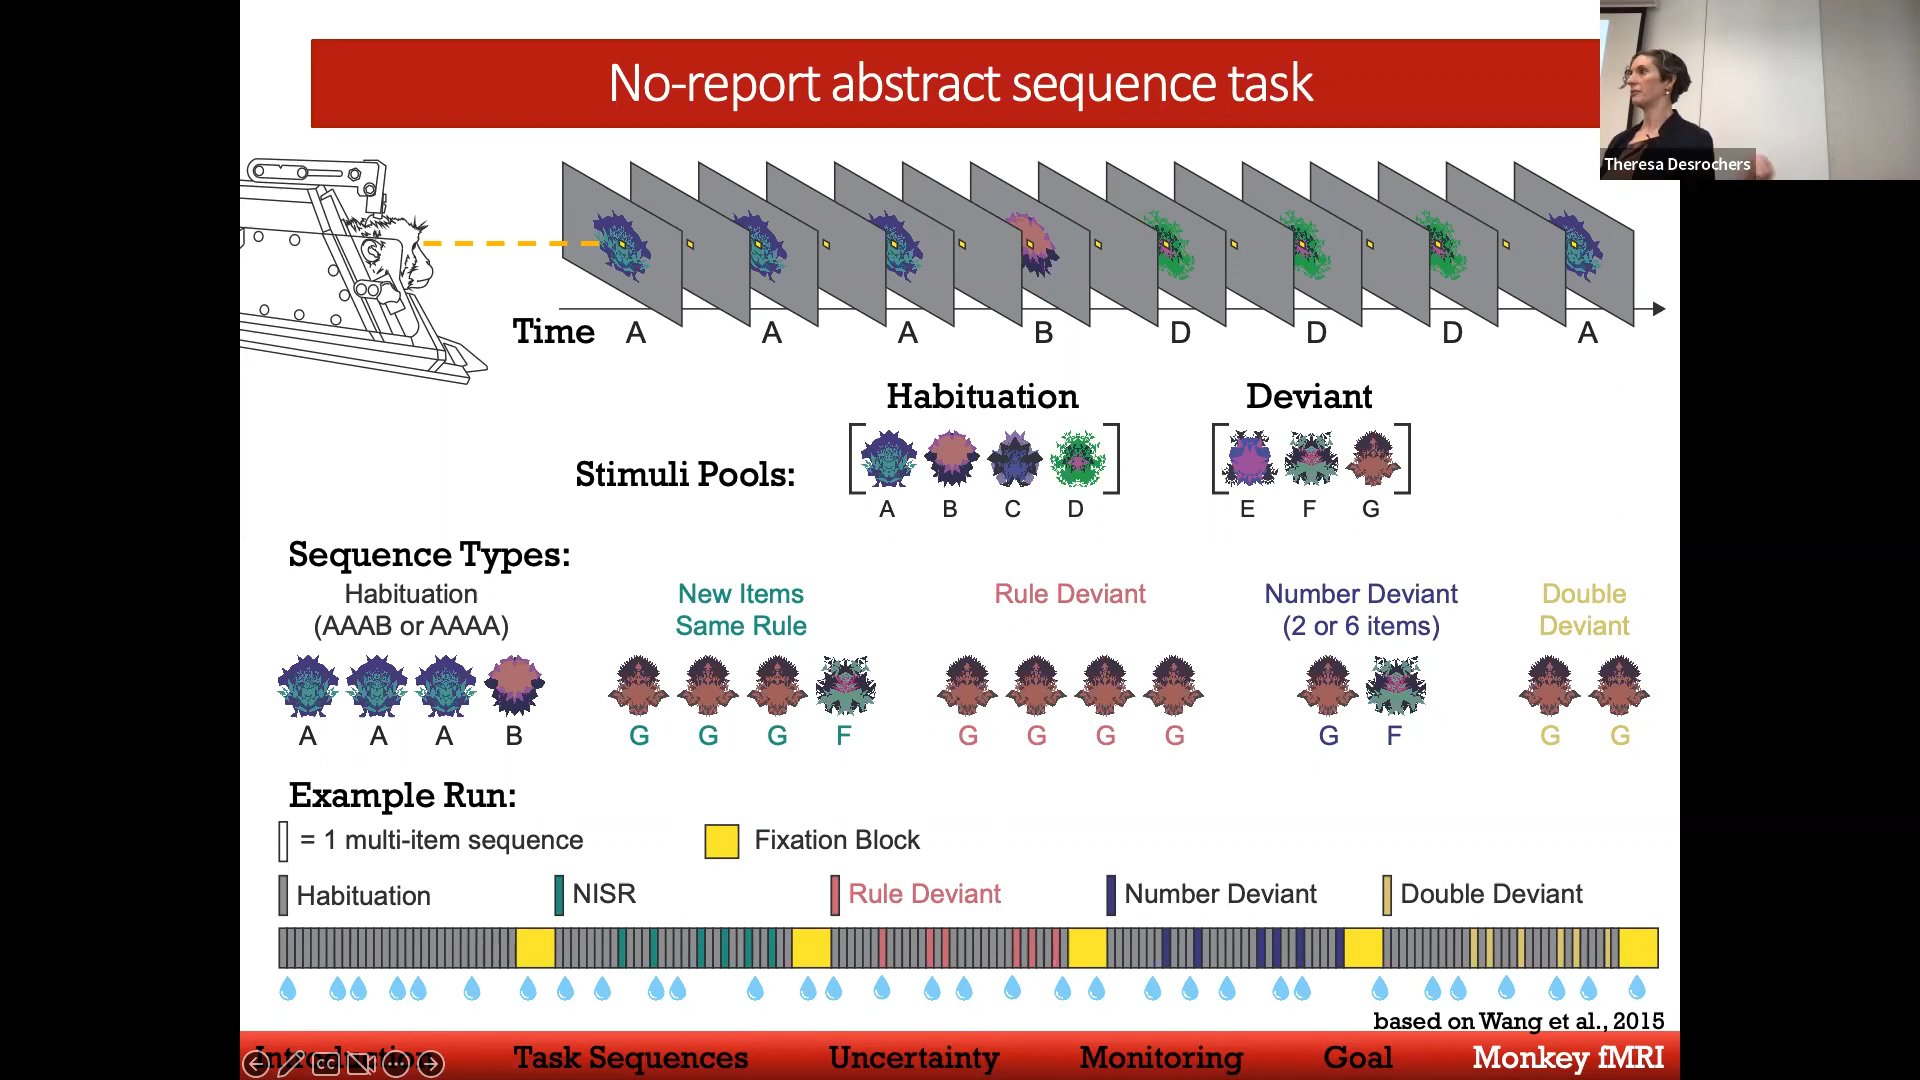 No-report abstract sequence task
Theresa Desrochers
Time A A A B D D D A
Habituation Deviant
Stimuli Pools:
A B C D E F G
Sequence Types:
Habituation
(AAAB or AAAA)
New Items
Same Rule
Rule Deviant
Number Deviant
(2 or 6 items)
Double
Deviant
A A A B G G G F G G G G G F G G
Example Run:
= 1 multi-item sequence Fixation Block
Habituation NISR Rule Deviant Number Deviant Double Deviant
based on Wang et al., 2015
Introduction Task Sequences Uncertainty Monitoring Goal Monkey fMRI
CC